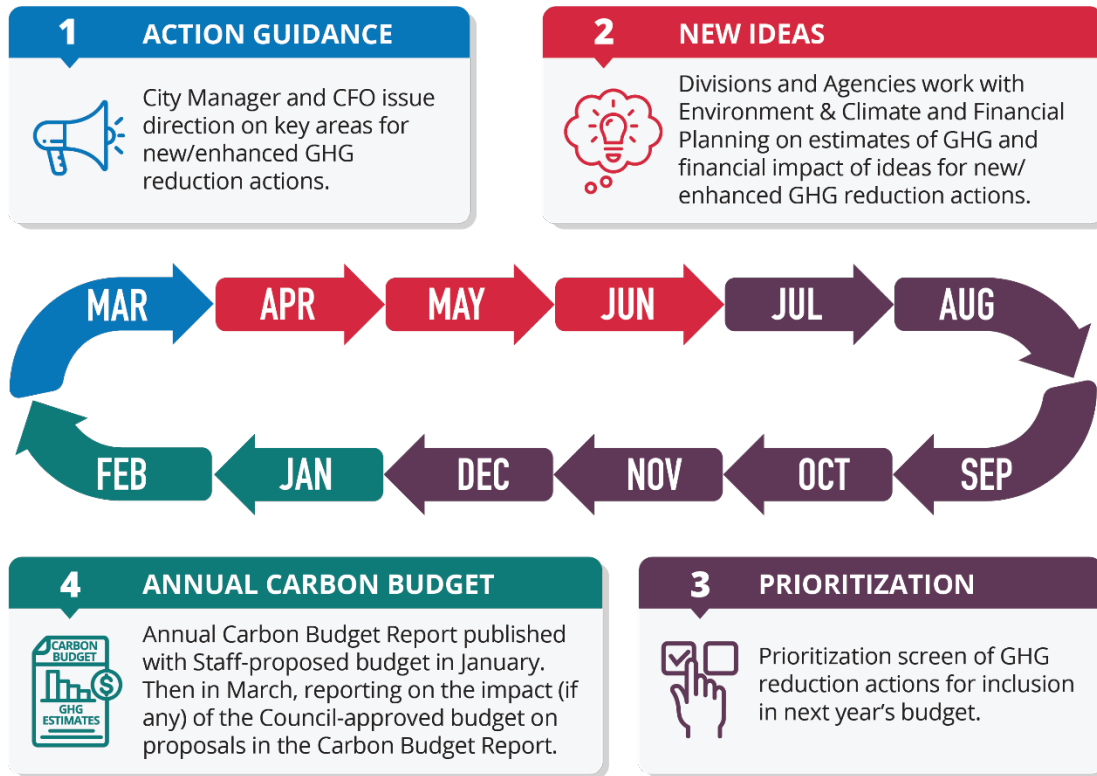 1 ACTION GUIDANCE
City Manager and CFO issue
direction on key areas for
new/enhanced GHG
reduction actions.
2 NEW IDEAS
Divisions and Agencies work with
Environment & Climate and Financial
Planning on estimates of GHG and
financial impact of ideas for new/
enhanced GHG reduction actions.
MAR APR MAY JUN JUL AUG
FEB JAN DEC NOV OCT SEP
4 ANNUAL CARBON BUDGET
CARBON
BUDGET
$
GHG
ESTIMATES
Annual Carbon Budget Report published
with Staff-proposed budget in January.
Then in March, reporting on the impact (if
any) of the Council-approved budget on
proposals in the Carbon Budget Report.
3 PRIORITIZATION
Prioritization screen of GHG
reduction actions for inclusion
in next year's budget.